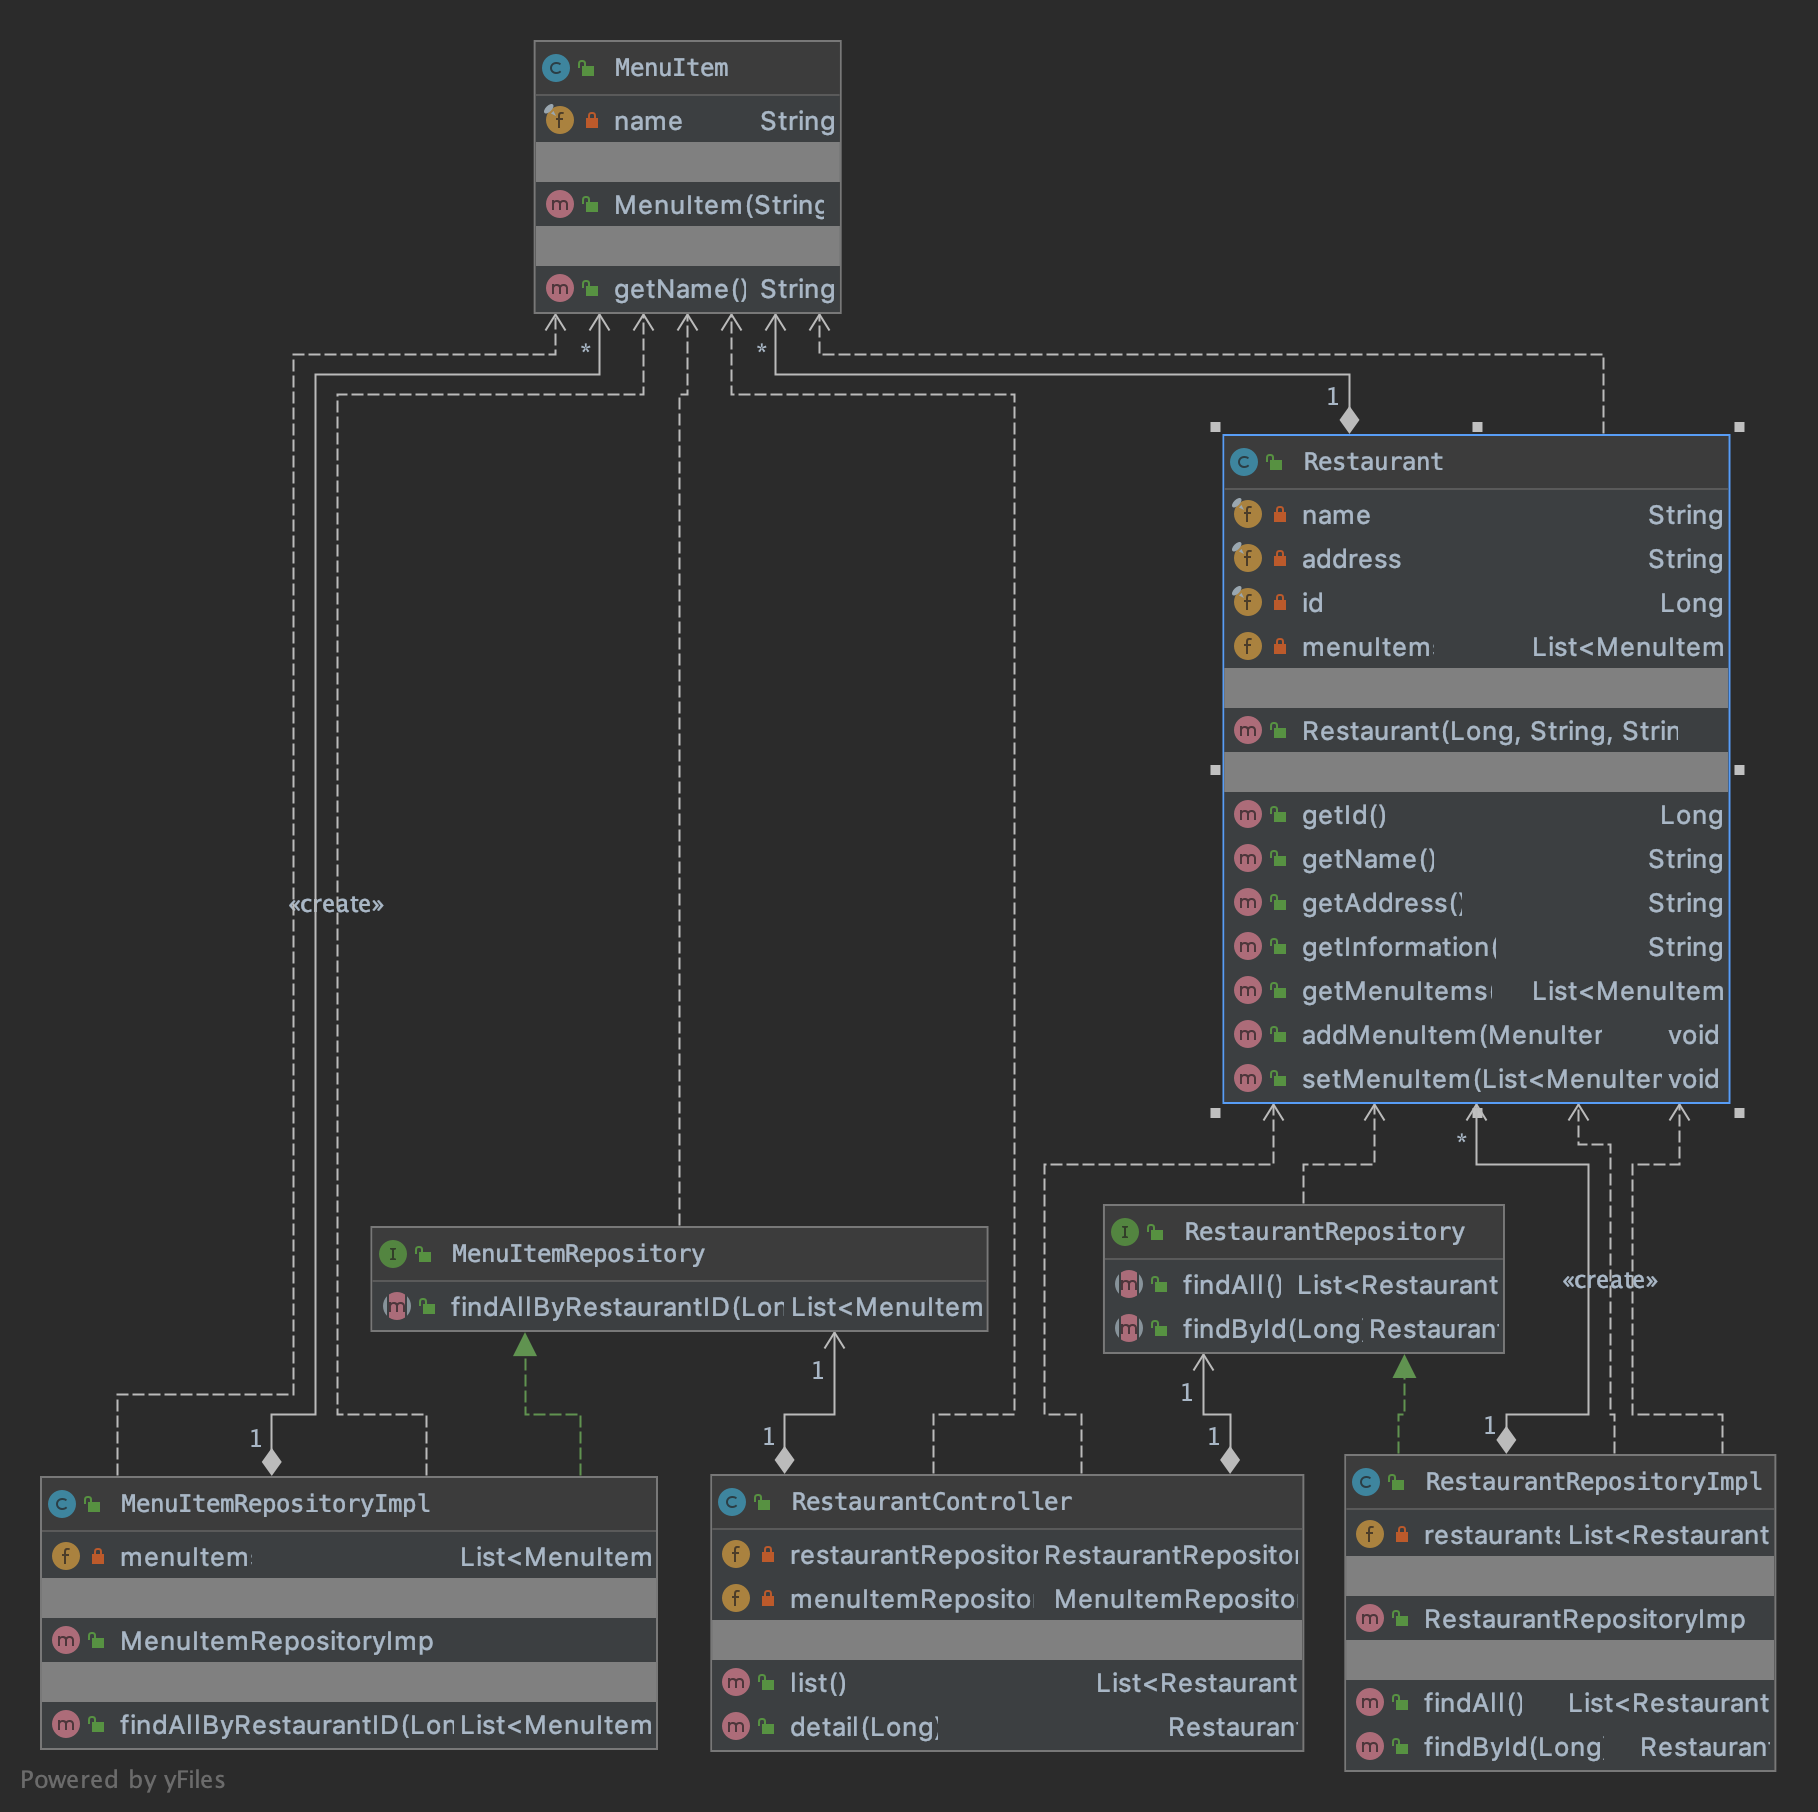 MenuItem
name String
MenuItem(String
getName() String
*
*
1
Restaurant
name String
address String
id Long
menuItem List<MenuItem
Restaurant(Long, String, Strin
getId() Long
getName() String
getAddress() String
getInformation( String
getMenuItems List<MenuItem
addMenuItem(MenuIter void
setMenuItem(List<MenuIter void
«create»
*
MenuItemRepository
findAllByRestaurantID(Lon List<MenuItem
RestaurantRepository
findAll() List<Restaurant
findById(Long Restauran
«create»
1
1
1
1
1
1
MenuItemRepositoryImpl
menuItem List<MenuItem
MenuItemRepositoryImp
findAllByRestaurantID(Lon List<MenuItem
RestaurantController
restaurantRepositor RestaurantRepositor
menuItemReposito MenuItemReposito
list() List<Restaurant
detail(Long) Restauran
RestaurantRepositoryImpl
restaurants List<Restaurant
RestaurantRepositoryImp
findAll() List<Restaurant
findById(Long Restauran
Powered by yFiles